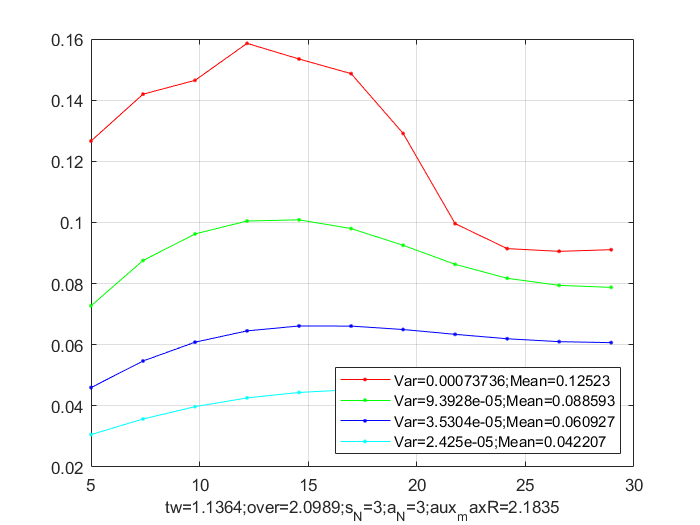 0.16
0.14
0.12
0.1
0.08
0.06
0.04
0.02
Var=0.00073736;Mean=0.12523
Var=9.3928e-05;Mean=0.088593
Var=3.5304e-05;Mean=0.060927
Var=2.425e-05;Mean=0.042207
5 10 15 20 25 30
tw=1.1364;over=2.0989;s_N=3;a_N=3;aux_maxR=2.1835